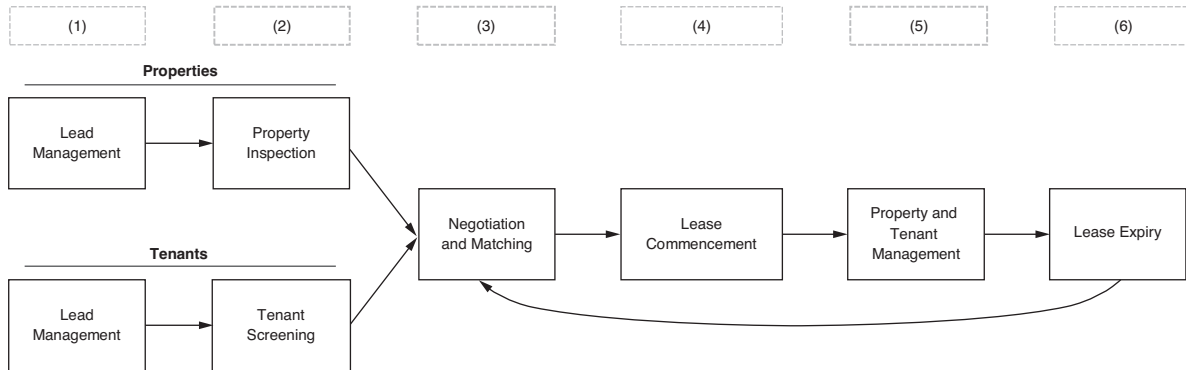 (1)
(2)
(3)
(4)
(5)
(6)
Properties
Lead
Management
Property
Inspection
Negotiation
and Matching
Lease
Commencement
Property and
Tenant
Management
Lease Expiry
Tenants
Lead
Management
Tenant
Screening